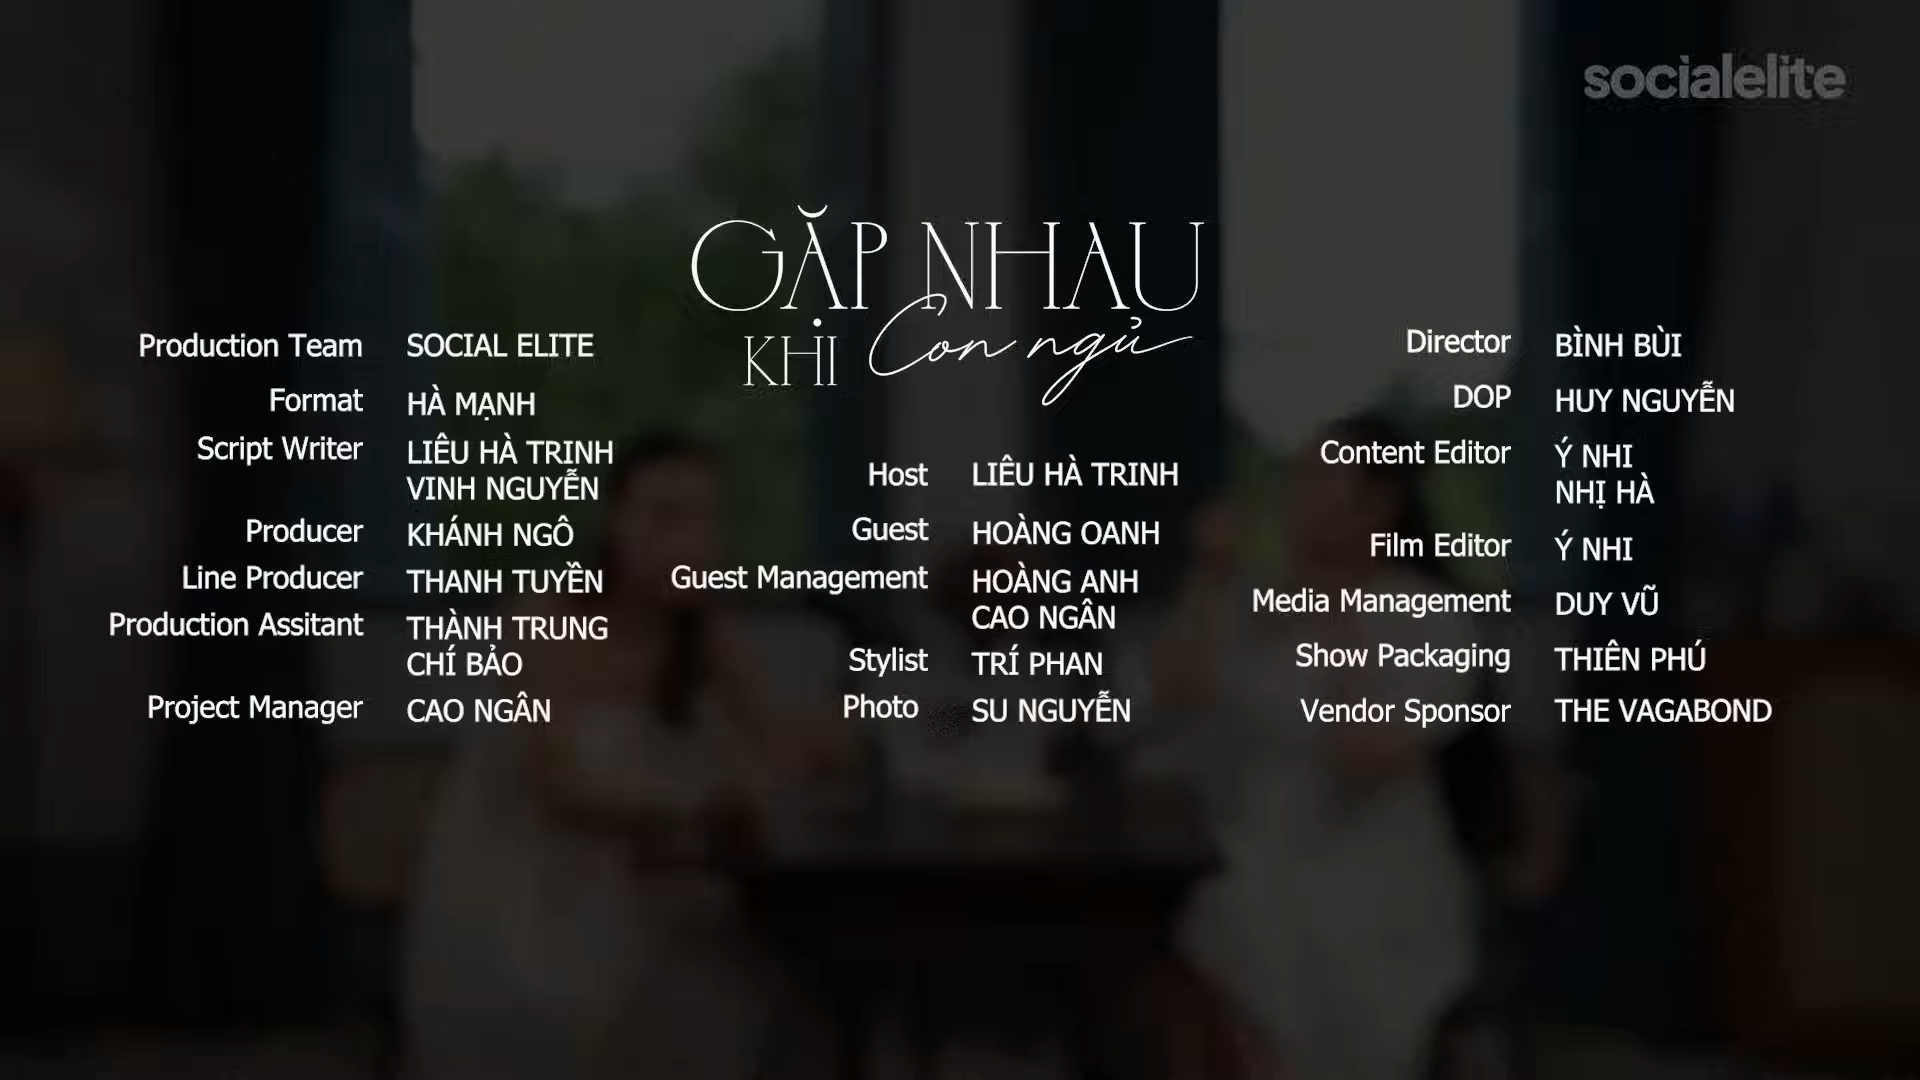 socialelite
GẶP NHAU
KHI Con ngủ
Production Team SOCIAL ELITE
Format HÀ MẠNH
Script Writer LIÊU HÀ TRINH
VINH NGUYỄN
Producer KHÁNH NGÔ
Line Producer THANH TUYỀN
Production Assitant THÀNH TRUNG
CHÍ BẢO
Project Manager CAO NGÂN
Host LIÊU HÀ TRINH
Guest HOÀNG OANH
Guest Management HOÀNG ANH
CAO NGÂN
Stylist TRÍ PHAN
Photo SU NGUYỄN
Director BÌNH BÙI
DOP HUY NGUYỄN
Content Editor Ý NHI
NHỊ HÀ
Film Editor Ý NHI
Media Management DUY VŨ
Show Packaging THIÊN PHÚ
Vendor Sponsor THE VAGABOND